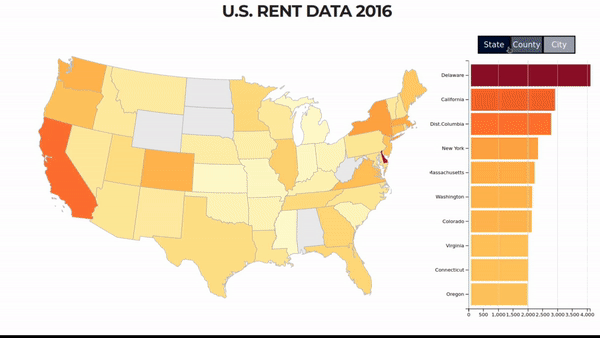 U.S. RENT DATA 2016
State County City
Delaware
California
Dist.Columbia
New York
Massachusetts
Washington
Colorado
Virginia
Connecticut
Oregon
0 500 1,000 1,500 2,000 2,500 3,000 3,500 4,000